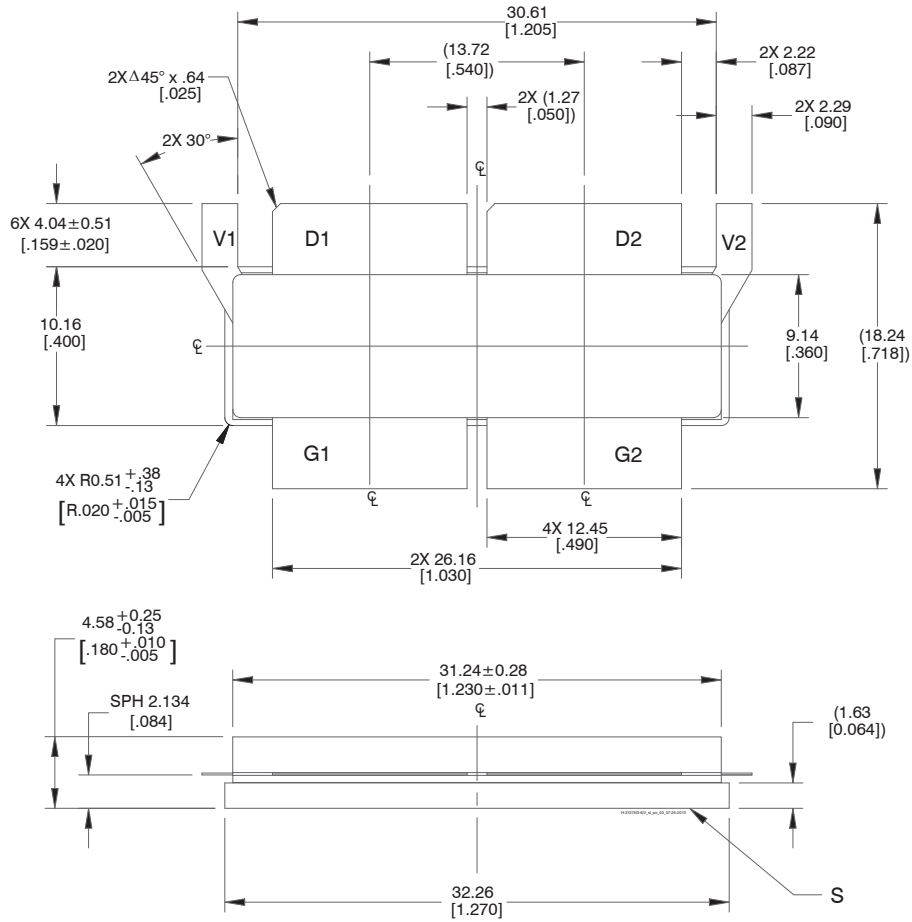 30.61
[1.205]
(13.72
[.540])
2X 2.22
[.087]
2X Δ45° x .64
[.025]
2X (1.27
[.050])
2X 2.29
[.090]
2X 30°
℄
6X 4.04±0.51
[.159±.020]
V1
D1
D2
V2
10.16
[.400]
℄
9.14
[.360]
(18.24
[.718])
G1
G2
4X R0.51 +.38
-.13
[R.020 +.015
-.005]
℄
℄
4X 12.45
[.490]
2X 26.16
[1.030]
4.58 +0.25
-0.13
[.180 +.010
-.005]
31.24±0.28
[1.230±.011]
SPH 2.134
[.084]
℄
(1.63
[0.064])
32.26
[1.270]
S